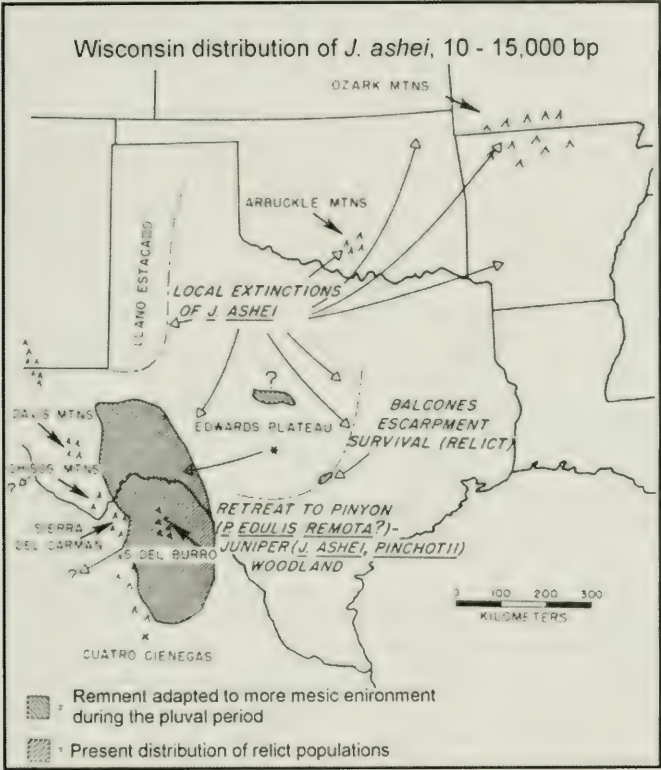 Wisconsin distribution of J. ashei, 10 - 15,000 bp
OZARK MTNS
ARBUCKLE MTNS
LLANO ESTACADO
LOCAL EXTINCTIONS
OF J. ASHEI
?
EDWARDS PLATEAU
*
BALCONES
ESCARPMENT
SURVIVAL (RELICT)
DAVIS MTNS
CHISOS MTNS
?
SIERRA
DEL CARMAN
?
NS DEL BURRO
RETREAT TO PINYON
(P. EDULIS REMOTA?)-
JUNIPER (J. ASHEI, PINCHOTII)
WOODLAND
0 100 200 300
KILOMETERS
CUATRO CIENEGAS
= Remnent adapted to more mesic enironment
during the pluval period
Present distribution of relict populations